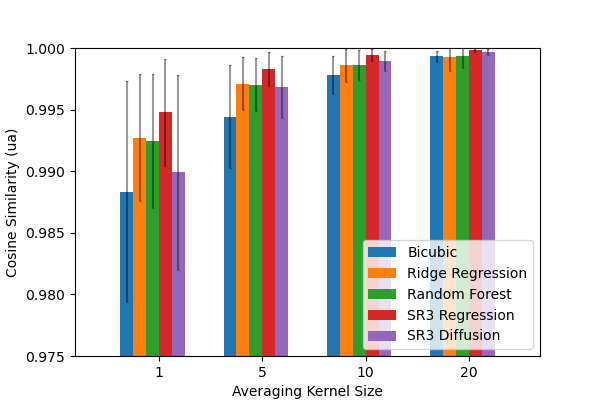 1.000
0.995
0.990
0.985
0.980
0.975
Cosine Similarity (ua)
Bicubic
Ridge Regression
Random Forest
SR3 Regression
SR3 Diffusion
1 5 10 20
Averaging Kernel Size